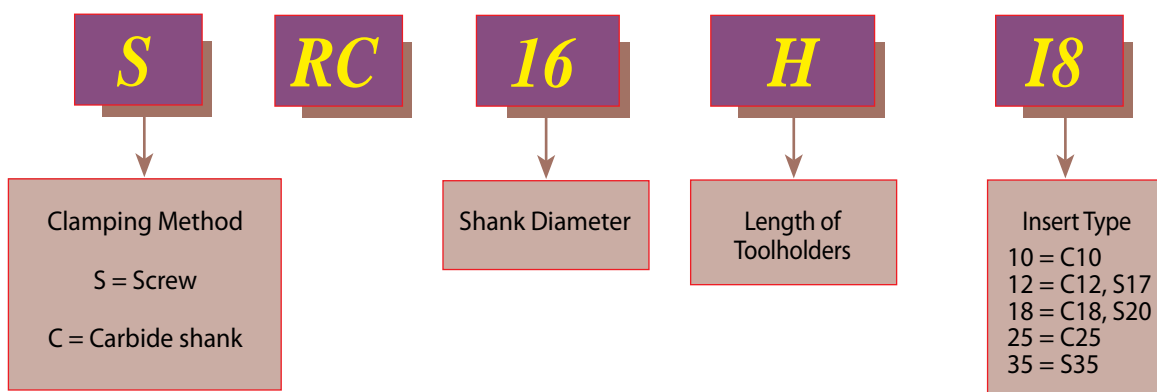 S RC 16 H I8
Clamping Method
S = Screw
C = Carbide shank
Shank Diameter
Length of
Toolholders
Insert Type
10 = C10
12 = C12, S17
18 = C18, S20
25 = C25
35 = S35